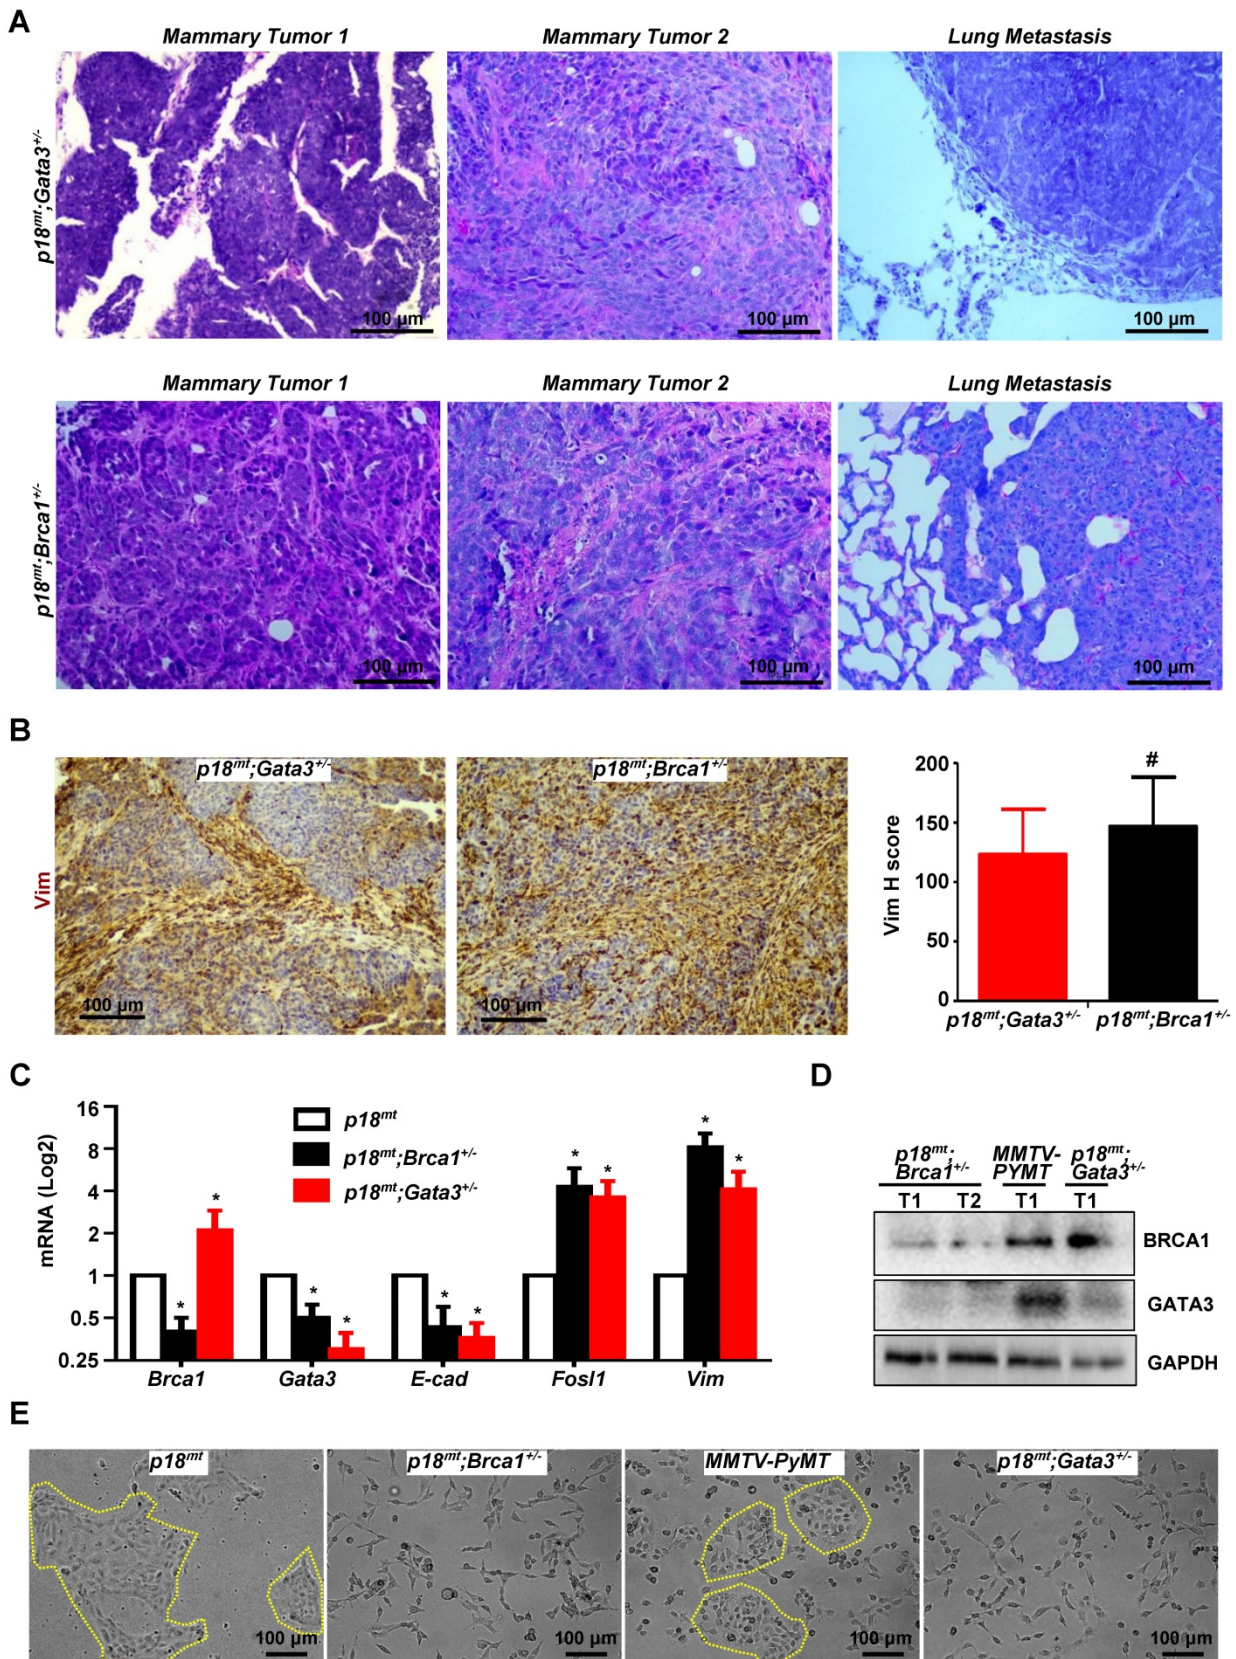 A
Mammary Tumor 1 Mammary Tumor 2 Lung Metastasis
p18mt;Gata3+/-
100 µm 100 µm 100 µm
Mammary Tumor 1 Mammary Tumor 2 Lung Metastasis
p18mt;Brca1+/-
100 µm 100 µm 100 µm
B
p18mt;Gata3+/- p18mt;Brca1+/-
Vim
100 µm 100 µm
Vim H score
200
150
100
50
0
#
p18mt;Gata3+/- p18mt;Brca1+/-
C
mRNA (Log2)
16
8
4
2
1
0.5
0.25
p18mt
p18mt;Brca1+/-
p18mt;Gata3+/-
* * * * * * * * * *
Brca1 Gata3 E-cad Fosl1 Vim
D
p18mt;
Brca1+/-
MMTV-
PYMT
p18mt;
Gata3+/-
T1 T2 T1 T1
BRCA1
GATA3
GAPDH
E
p18mt p18mt;Brca1+/- MMTV-PyMT p18mt;Gata3+/-
100 µm 100 µm 100 µm 100 µm